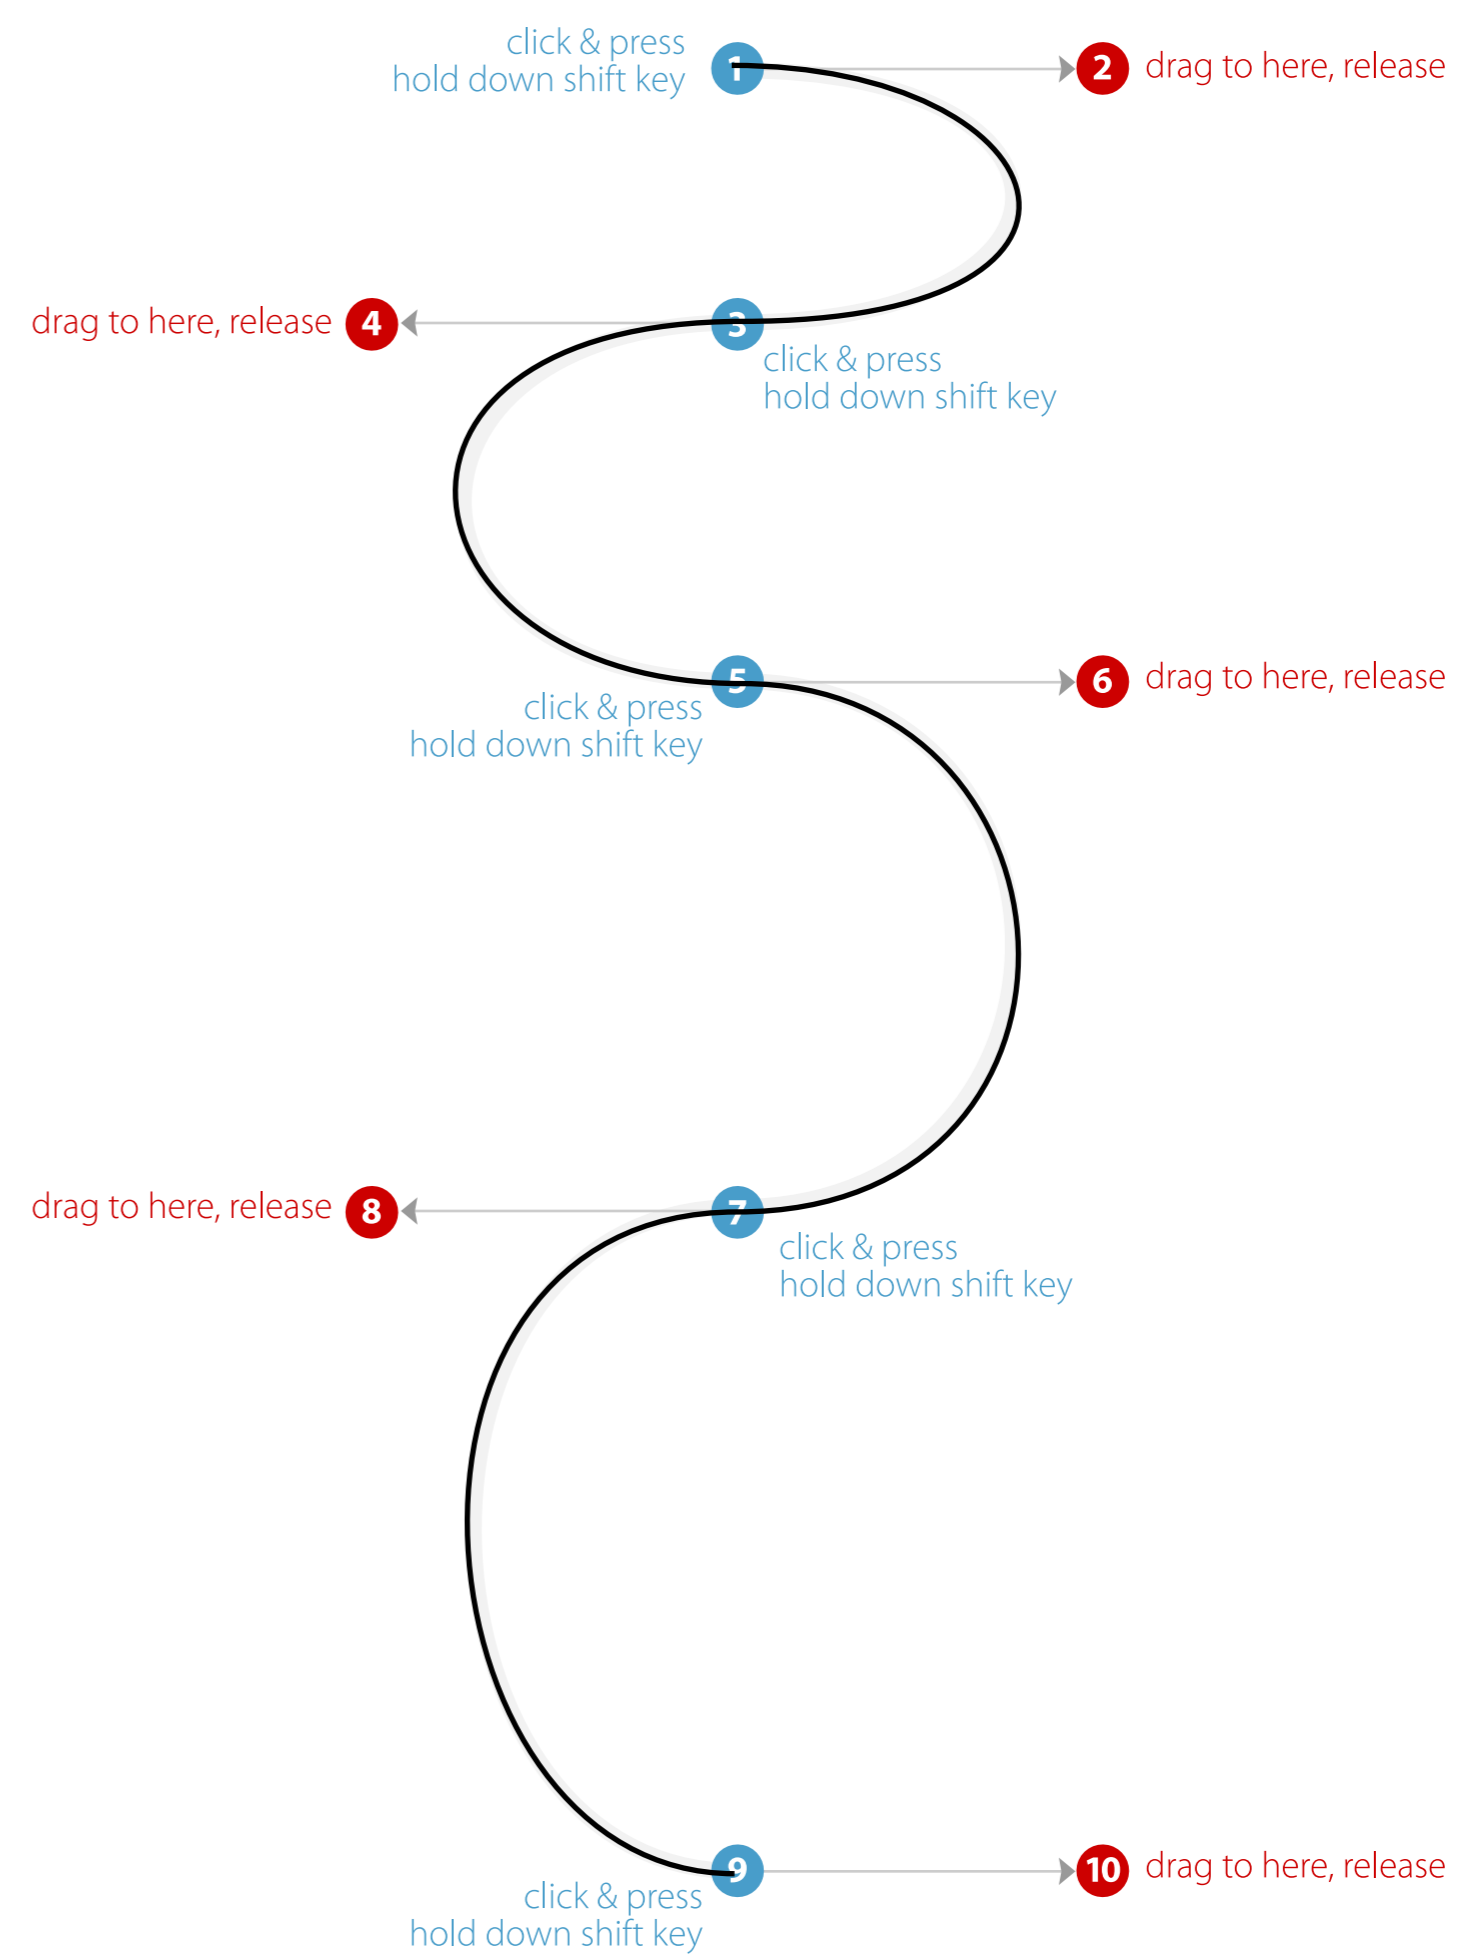 click & press
hold down shift key
1
2
drag to here, release
drag to here, release
4
3
click & press
hold down shift key
5
6
drag to here, release
click & press
hold down shift key
drag to here, release
8
7
click & press
hold down shift key
9
10
drag to here, release
click & press
hold down shift key